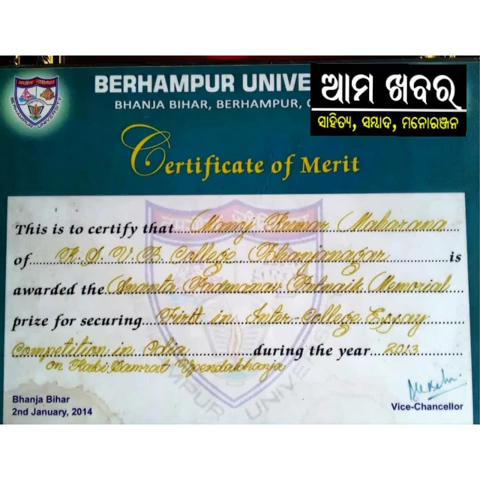 BERHAMPUR UNIVE
BHANJA BIHAR, BERHAMPUR,
ଆମ ଖବର
ସାହିତ୍ୟ, ସମ୍ବାଦ, ମନୋରଞ୍ଜନ
Certificate of Merit
This is to certify that Manoj Kumar Maharana
of K.S.U.B. College Bhanjanagar is
awarded the Ananta Padmanav Patnaik Memorial
prize for securing First in Inter-College Essay
Competition in Odia during the year 2013
on Kabi Samrat Upendabhanja
Bhanja Bihar
2nd January, 2014
Vice-Chancellor